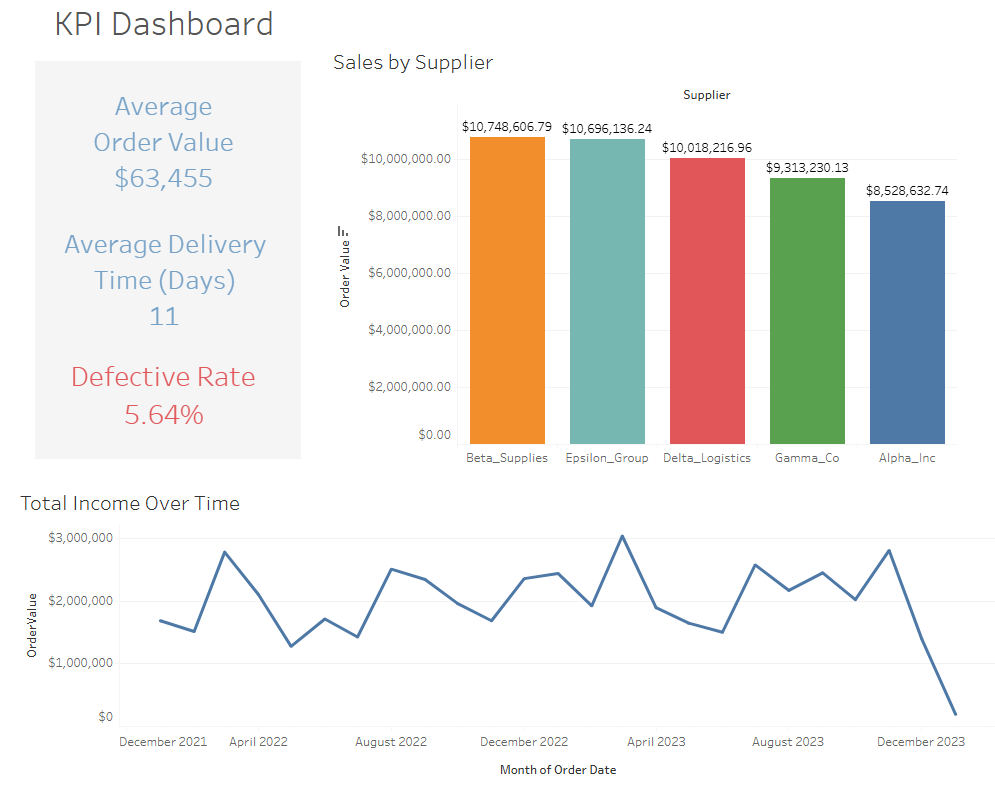 KPI Dashboard
Average
Order Value
$63,455
Average Delivery
Time (Days)
11
Defective Rate
5.64%
Sales by Supplier
Supplier
$10,748,606.79
$10,696,136.24
$10,018,216.96
$9,313,230.13
$8,528,632.74
$10,000,000.00
$8,000,000.00
$6,000,000.00
$4,000,000.00
$2,000,000.00
$0.00
Order Value
Beta_Supplies
Epsilon_Group
Delta_Logistics
Gamma_Co
Alpha_Inc
Total Income Over Time
$3,000,000
$2,000,000
$1,000,000
$0
OrderValue
December 2021
April 2022
August 2022
December 2022
April 2023
August 2023
December 2023
Month of Order Date